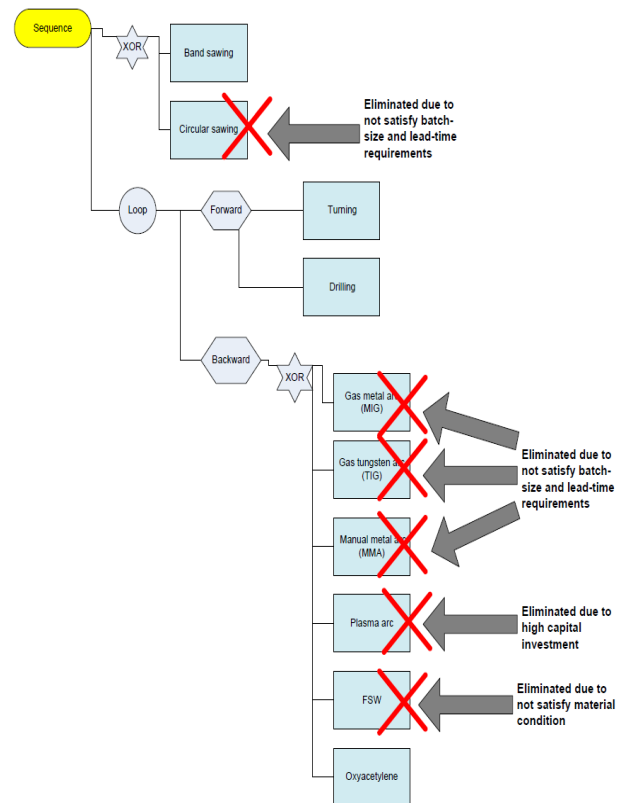 Sequence
XOR
Band sawing
Circular sawing
Eliminated due to
not satisfy batch-
size and lead-time
requirements
Loop
Forward
Turning
Drilling
Backward
XOR
Gas metal arc
(MIG)
Gas tungsten arc
(TIG)
Manual metal arc
(MMA)
Eliminated due to
not satisfy batch-
size and lead-time
requirements
Plasma arc
Eliminated due to
high capital
investment
FSW
Eliminated due to
not satisfy material
condition
Oxyacetylene